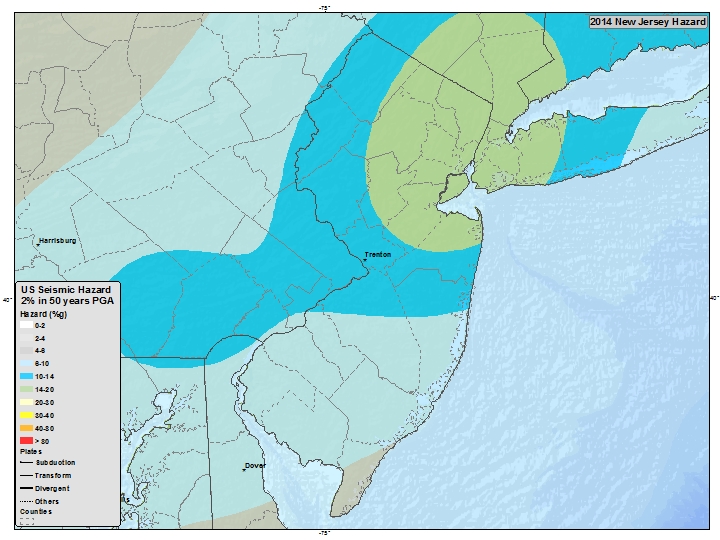 -75°
2014 New Jersey Hazard
Harrisburg
Trenton
40°
40°
US Seismic Hazard
2% in 50 years PGA
Hazard (%g)
0-2
2-4
4-6
6-10
10-14
14-20
20-30
30-40
40-80
> 80
Plates
Subduction
Transform
Divergent
Others
Counties
Dover
-75°